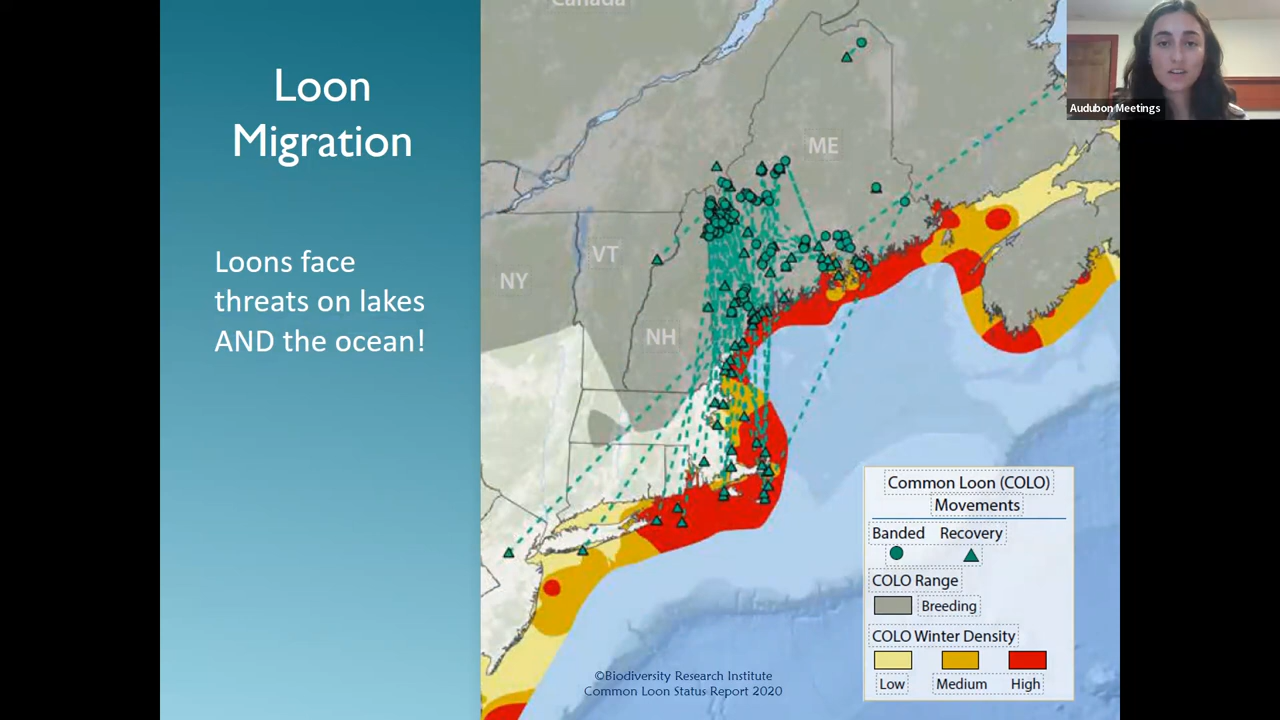 Loon
Migration
Loons face
threats on lakes
AND the ocean!
Canada
ME
VT
NY
NH
Audubon Meetings
Common Loon (COLO)
Movements
Banded Recovery
COLO Range
Breeding
COLO Winter Density
Low Medium High
©Biodiversity Research Institute
Common Loon Status Report 2020